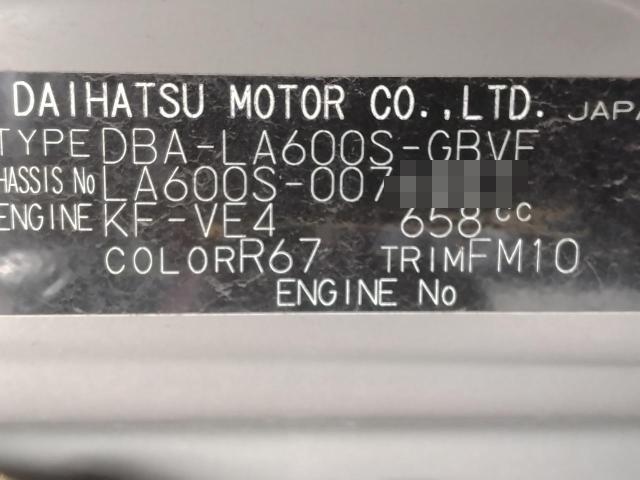 DAIHATSU MOTOR CO.,LTD. JAPA
TYPE DBA-LA600S-GBVF
HASSIS No LA600S-007
ENGINE KF-VE4 658cc
COLOR R67 TRIM FM10
ENGINE No